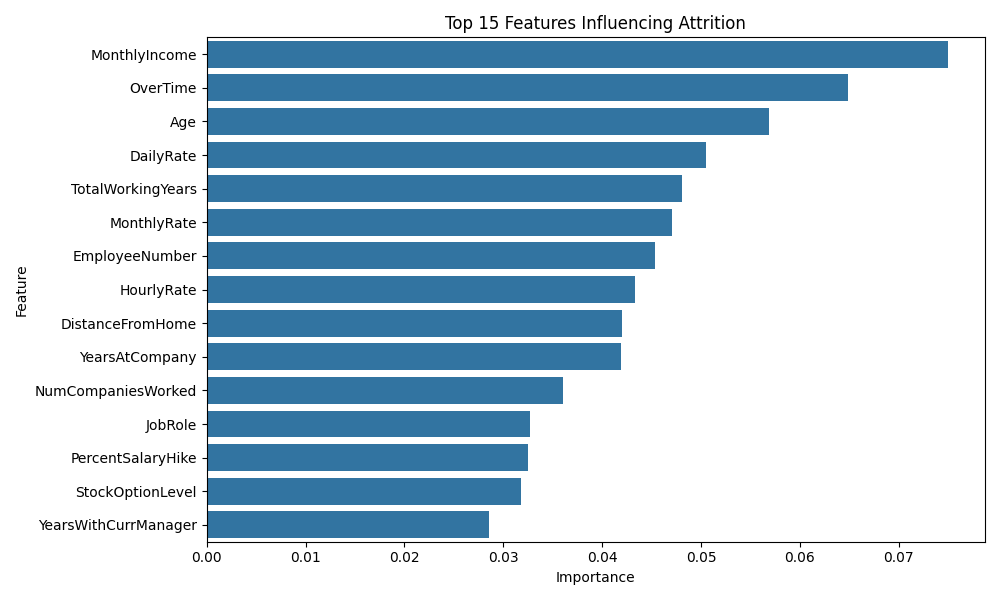 Top 15 Features Influencing Attrition
Feature
MonthlyIncome
OverTime
Age
DailyRate
TotalWorkingYears
MonthlyRate
EmployeeNumber
HourlyRate
DistanceFromHome
YearsAtCompany
NumCompaniesWorked
JobRole
PercentSalaryHike
StockOptionLevel
YearsWithCurrManager
0.00 0.01 0.02 0.03 0.04 0.05 0.06 0.07
Importance